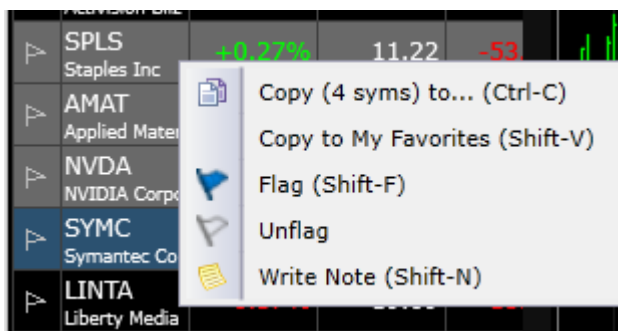 SPLS
Staples Inc
+0.27%
11.22
-53.
Copy (4 syms) to... (Ctrl-C)
AMAT
Applied Mater
Copy to My Favorites (Shift-V)
NVDA
NVIDIA Corpo
Flag (Shift-F)
SYMC
Symantec Co
Unflag
Write Note (Shift-N)
LINTA
Liberty Media